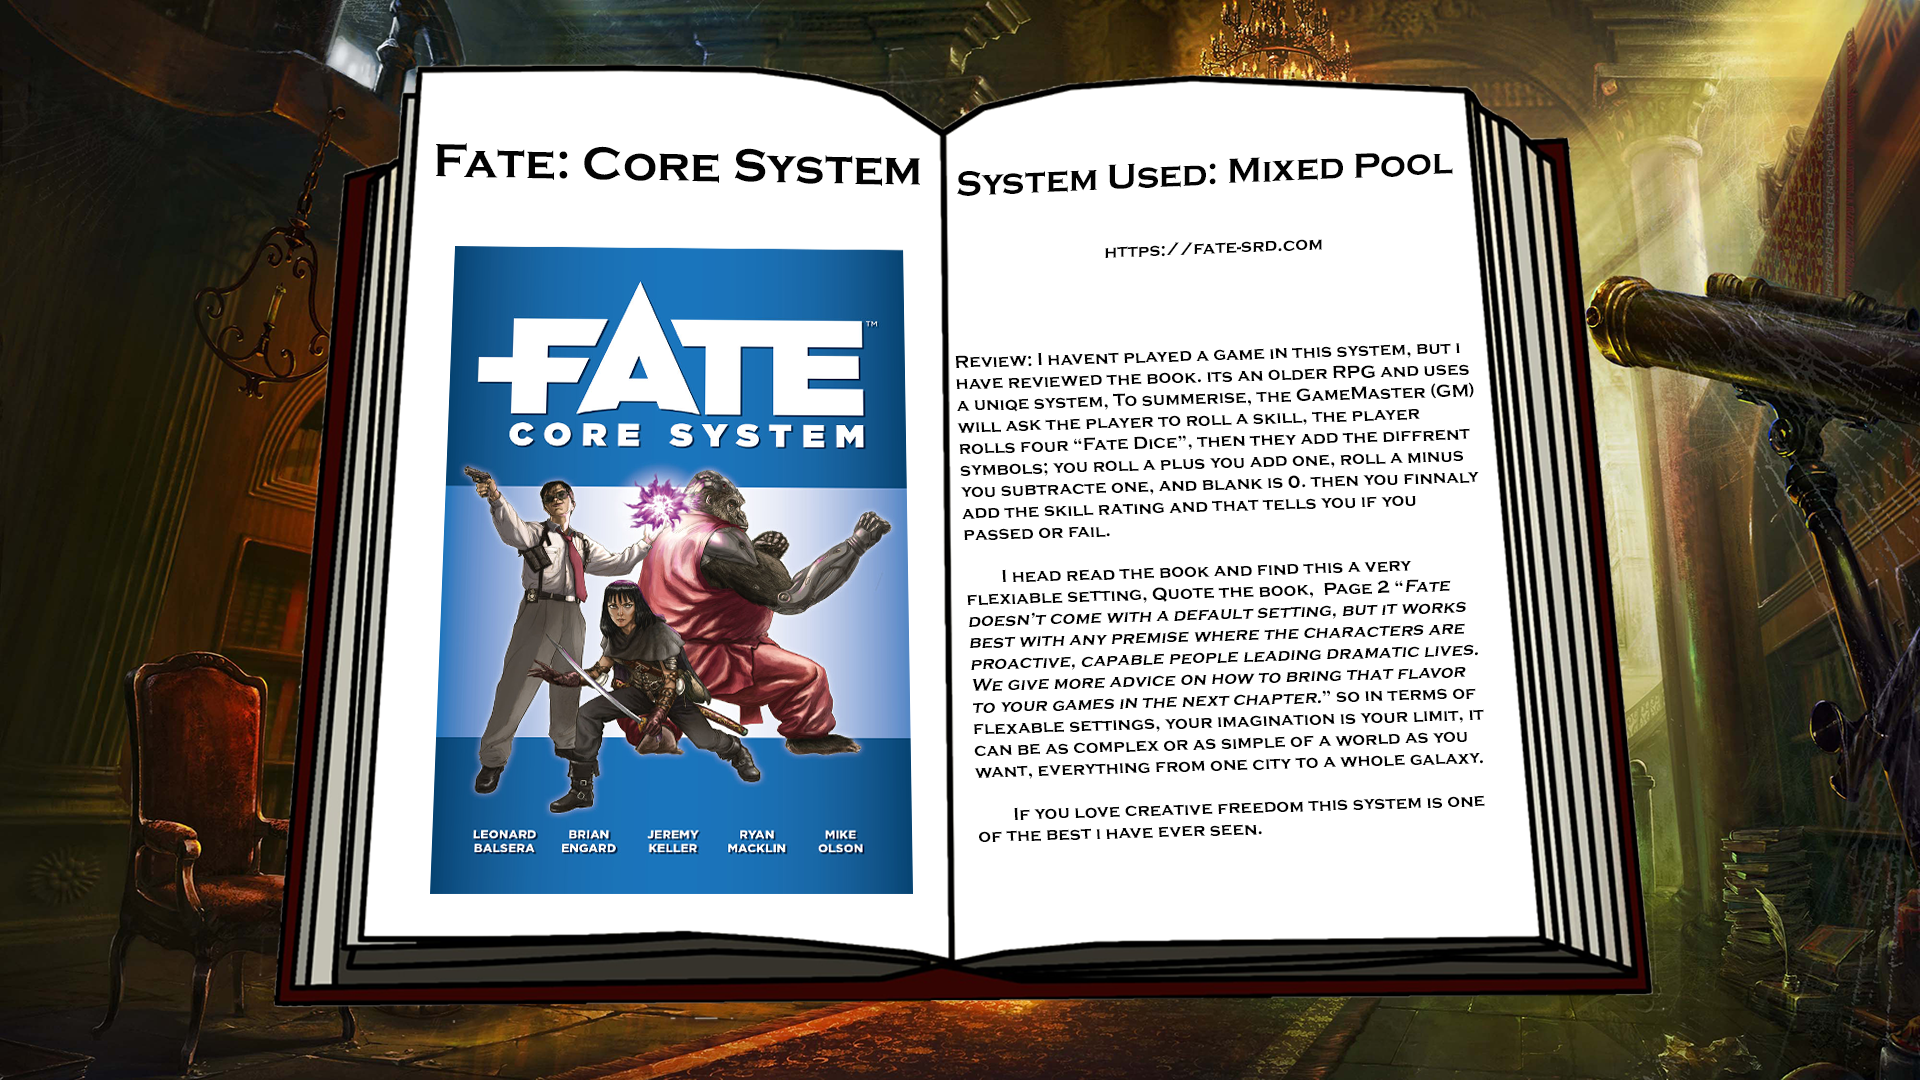 Fate: Core System
FATE™
CORE SYSTEM
LEONARD BALSERA
BRIAN ENGARD
JEREMY KELLER
RYAN MACKLIN
MIKE OLSON
System Used: Mixed Pool
https://fate-srd.com
Review: I havent played a game in this system, but i
have reviewed the book. its an older RPG and uses
a uniqe system, To summerise, the GameMaster (GM)
will ask the player to roll a skill, the player
rolls four “Fate Dice”, then they add the diffrent
symbols; you roll a plus you add one, roll a minus
you subtracte one, and blank is 0. then you finnaly
add the skill rating and that tells you if you
passed or fail.
I head read the book and find this a very
flexiable setting, Quote the book, Page 2 “Fate
doesn’t come with a default setting, but it works
best with any premise where the characters are
proactive, capable people leading dramatic lives.
We give more advice on how to bring that flavor
to your games in the next chapter.” so in terms of
flexable settings, your imagination is your limit, it
can be as complex or as simple of a world as you
want, everything from one city to a whole galaxy.
If you love creative freedom this system is one
of the best i have ever seen.